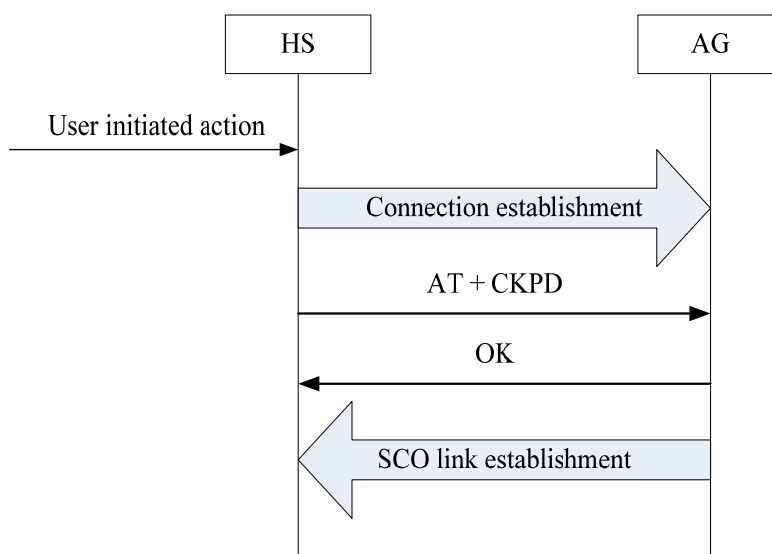 HS
AG
User initiated action
Connection establishment
AT + CKPD
OK
SCO link establishment